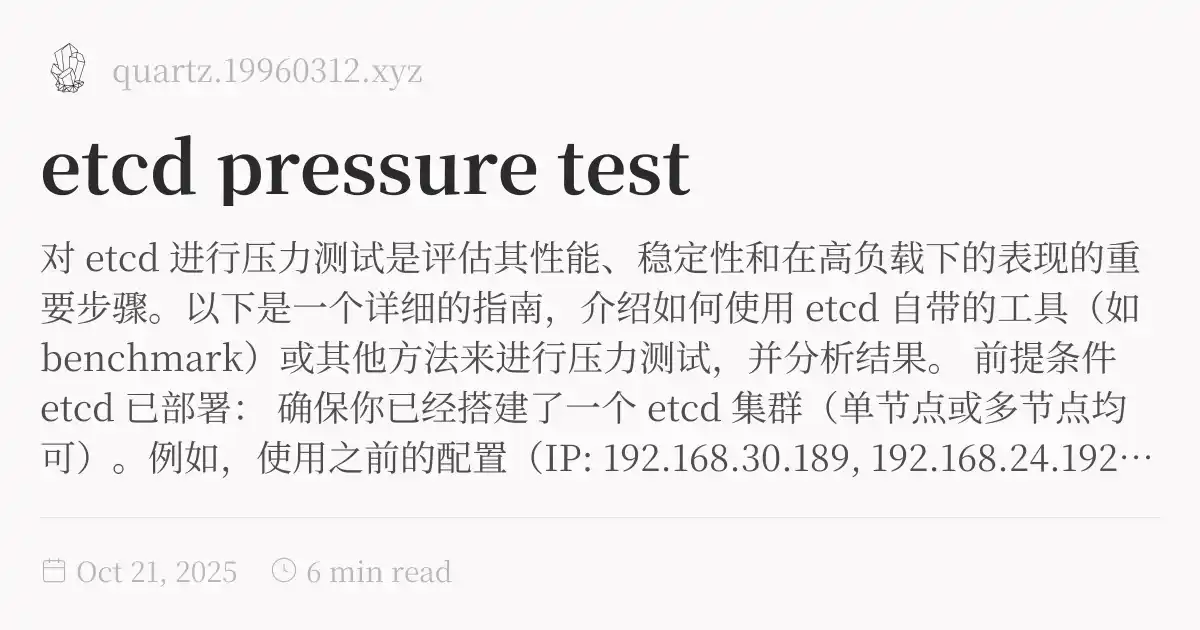 quartz.19960312.xyz
etcd pressure test
对 etcd 进行压力测试是评估其性能、稳定性和在高负载下的表现的重
要步骤。以下是一个详细的指南，介绍如何使用 etcd 自带的工具（如
benchmark）或其他方法来进行压力测试，并分析结果。 前提条件
etcd 已部署： 确保你已经搭建了一个 etcd 集群（单节点或多节点均
可）。例如，使用之前的配置（IP: 192.168.30.189, 192.168.24.192…
Oct 21, 2025 6 min read